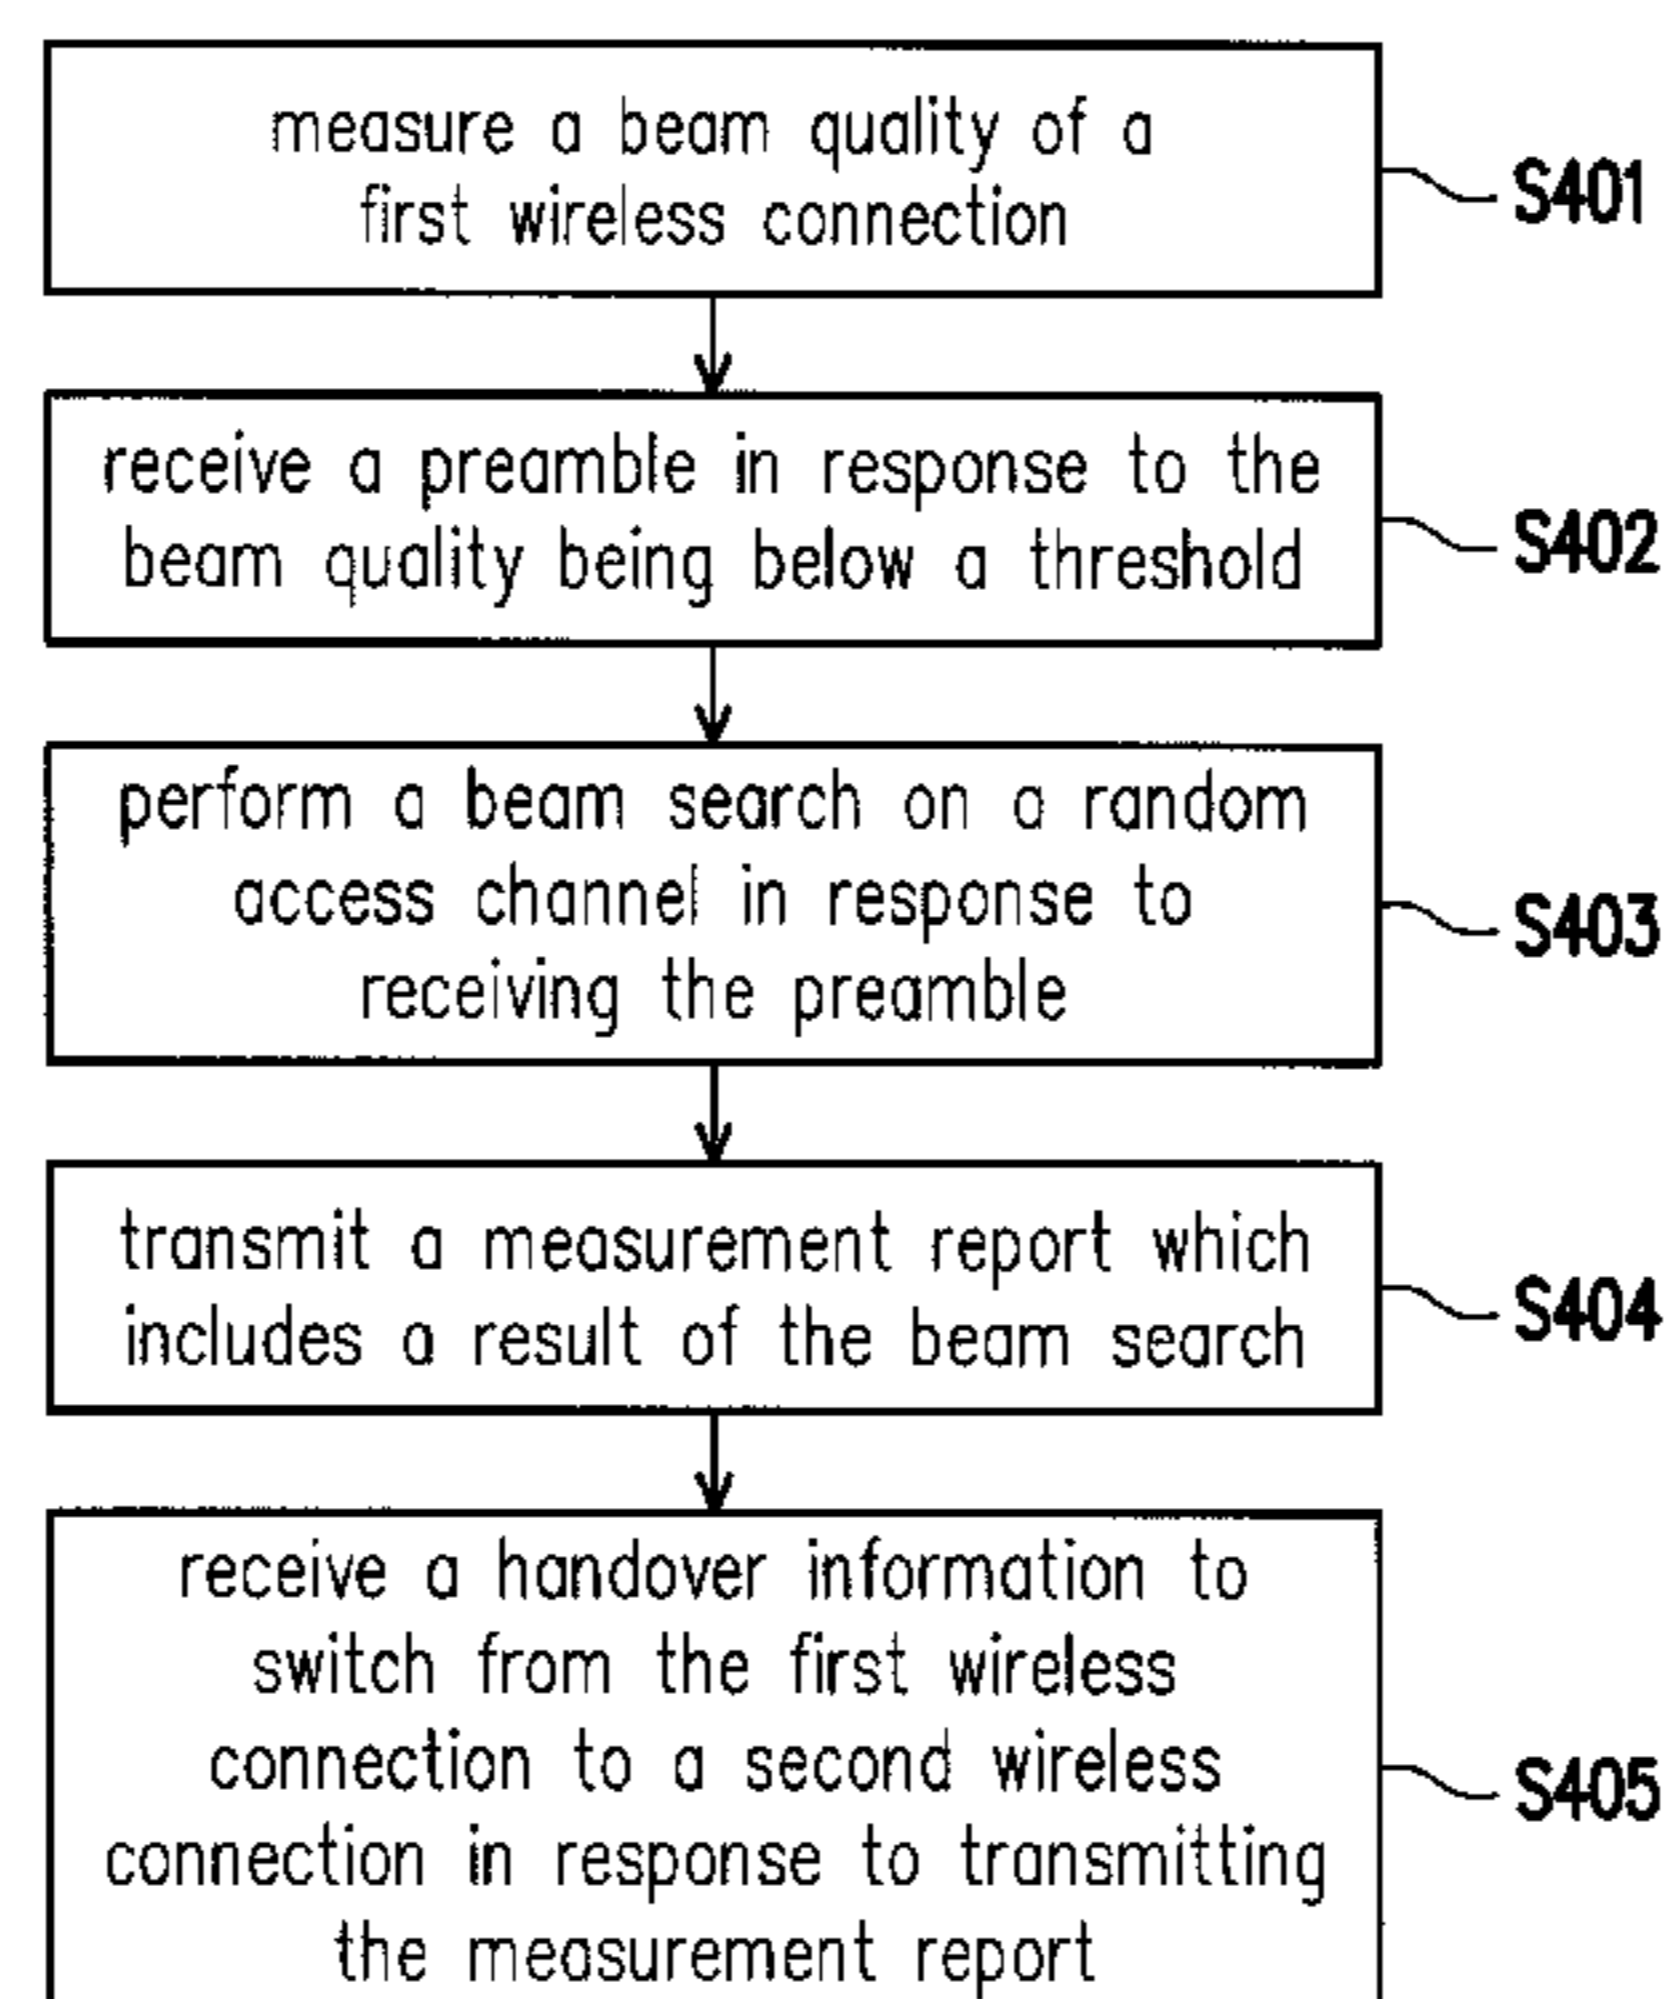 measure a beam quality of a
first wireless connection
S401
receive a preamble in response to the
beam quality being below a threshold
S402
perform a beam search on a random
access channel in response to
receiving the preamble
S403
transmit a measurement report which
includes a result of the beam search
S404
receive a handover information to
switch from the first wireless
connection to a second wireless
connection in response to transmitting
the measurement report
S405